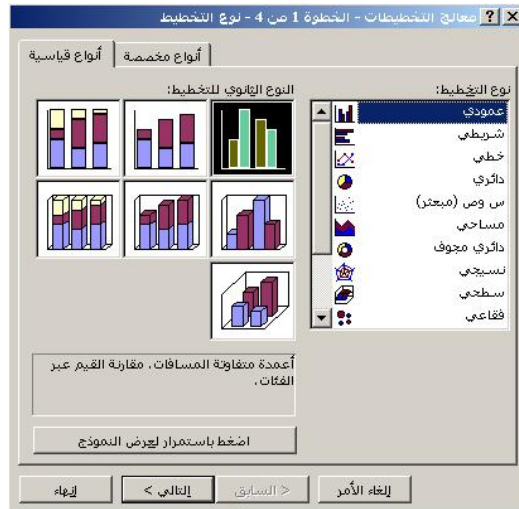 معالج التخطيطات - الخطوة 1 من 4 - نوع التخطيط
أنواع قياسية
أنواع مخصصة
نوع التخطيط:
عمودي
شريطي
خطي
دائري
س وص (مبعثر)
مساحي
دائري مجوف
نسيجي
سطحي
فقاعي
النوع الثانوي للتخطيط:
أعمدة متفاوتة المسافات. مقارنة القيم عبر
الفئات.
اضغط باستمرار لعرض النموذج
إلغاء الأمر
< السابق
التالي >
إنهاء